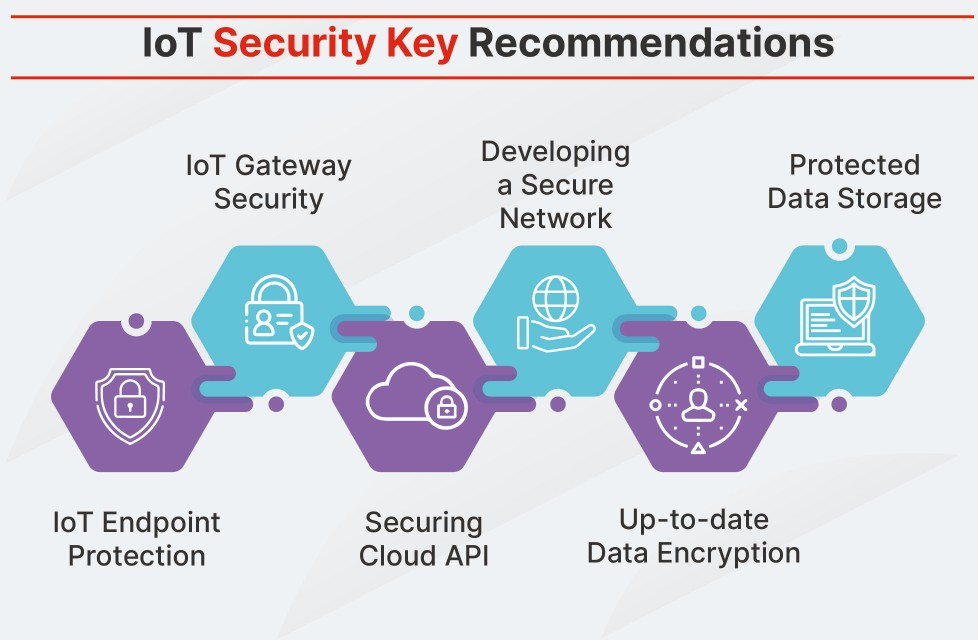 IoT Security Key Recommendations
IoT Gateway
Security
Developing
a Secure
Network
Protected
Data Storage
IoT Endpoint
Protection
Securing
Cloud API
Up-to-date
Data Encryption